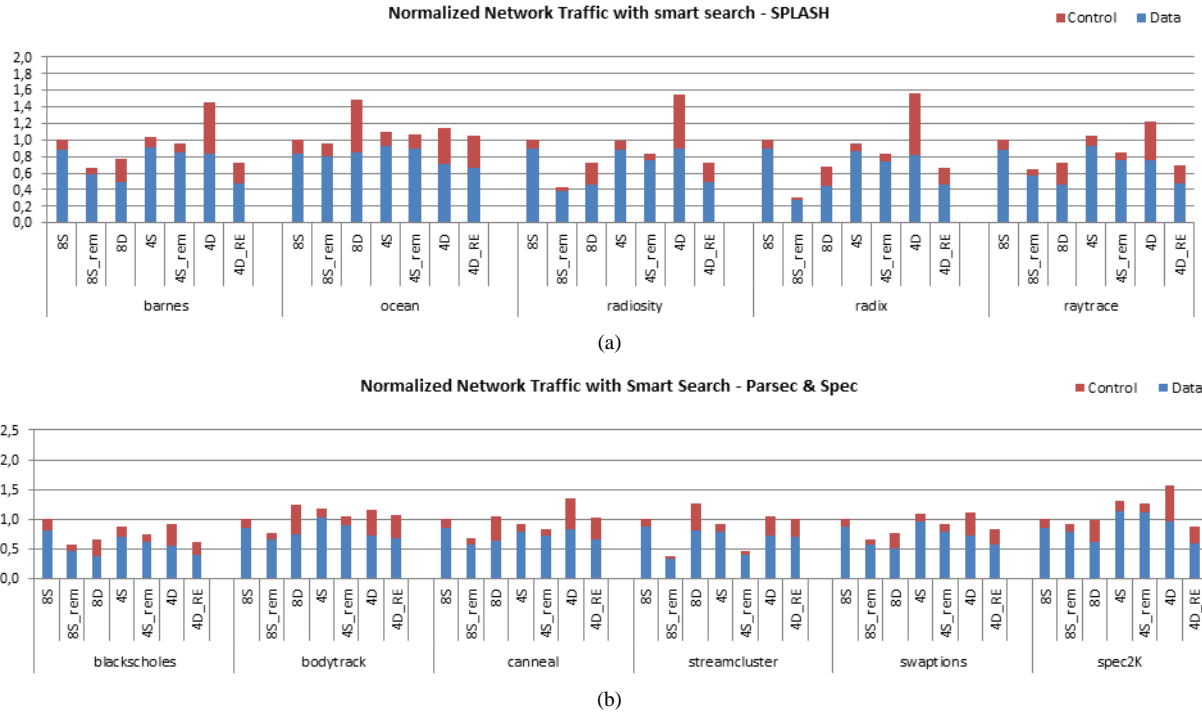 Normalized Network Traffic with smart search - SPLASH
Control Data
2,0
1,8
1,6
1,4
1,2
1,0
0,8
0,6
0,4
0,2
0,0
8S 8S_rem 8D 4S 4S_rem 4D 4D_RE 8S 8S_rem 8D 4S 4S_rem 4D 4D_RE 8S 8S_rem 8D 4S 4S_rem 4D 4D_RE 8S 8S_rem 8D 4S 4S_rem 4D 4D_RE 8S 8S_rem 8D 4S 4S_rem 4D 4D_RE
barnes ocean radiosity radix raytrace
(a)
Normalized Network Traffic with Smart Search - Parsec & Spec
Control Data
2,5
2,0
1,5
1,0
0,5
0,0
8S 8S_rem 8D 4S 4S_rem 4D 4D_RE 8S 8S_rem 8D 4S 4S_rem 4D 4D_RE 8S 8S_rem 8D 4S 4S_rem 4D 4D_RE 8S 8S_rem 8D 4S 4S_rem 4D 4D_RE 8S 8S_rem 8D 4S 4S_rem 4D 4D_RE 8S 8S_rem 8D 4S 4S_rem 4D 4D_RE
blackscholes bodytrack canneal streamcluster swaptions spec2K
(b)